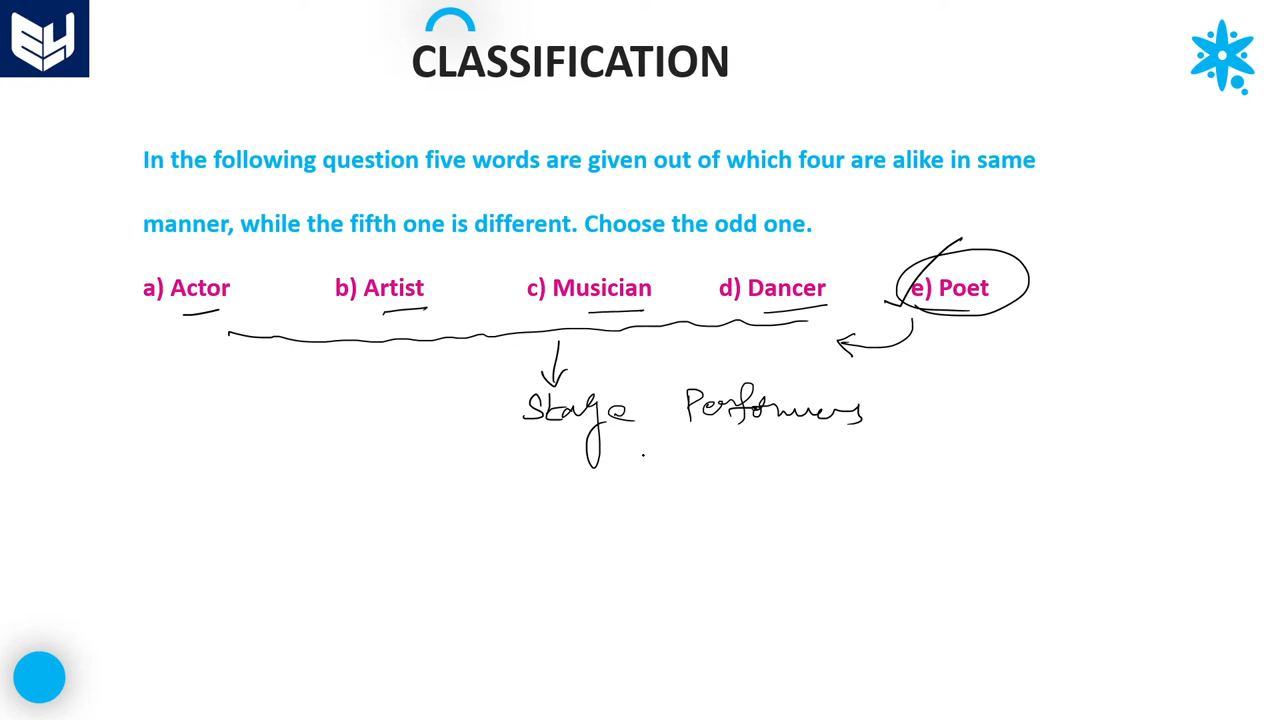 CLASSIFICATION
In the following question five words are given out of which four are alike in same
manner, while the fifth one is different. Choose the odd one.
a) Actor b) Artist c) Musician d) Dancer e) Poet
Stage Performers